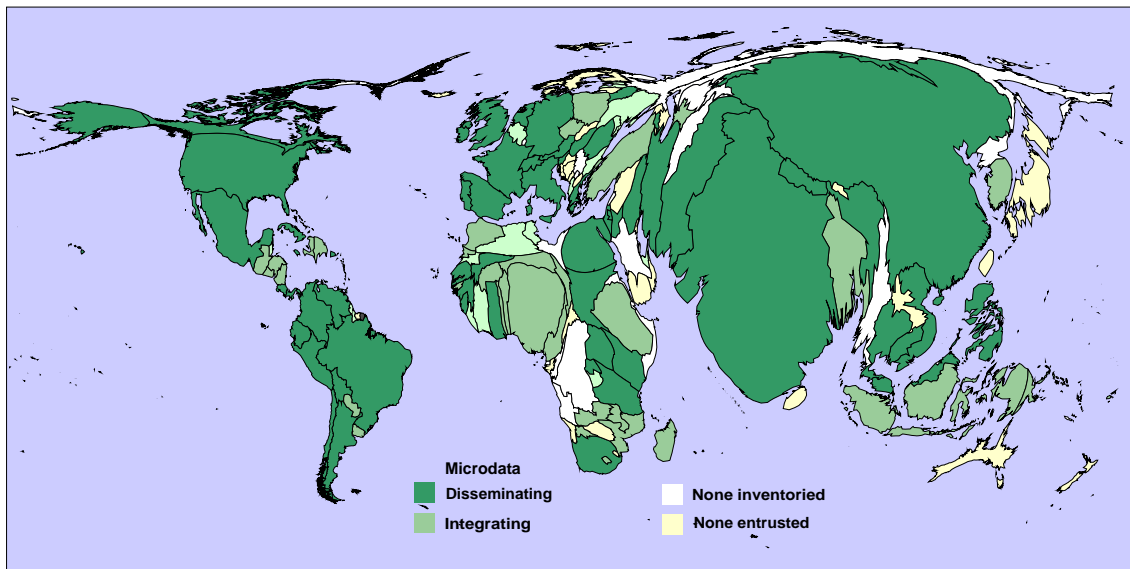 Microdata
Disseminating
None inventoried
Integrating
None entrusted